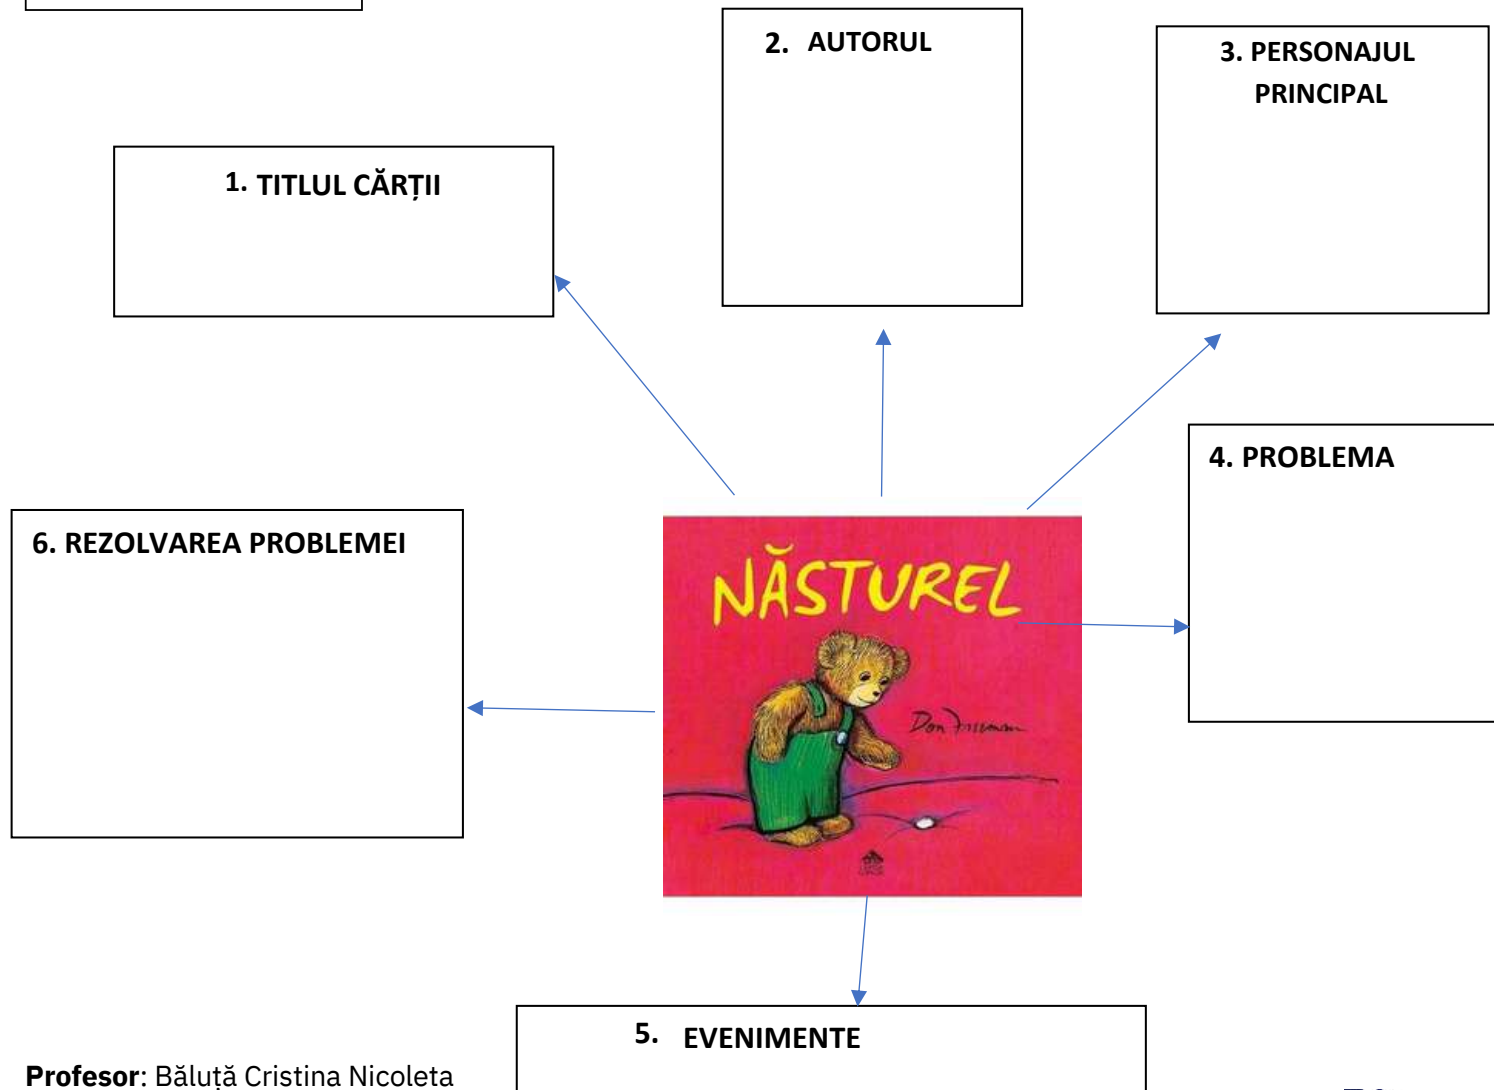 2. AUTORUL
3. PERSONAJUL
PRINCIPAL
1. TITLUL CĂRȚII
4. PROBLEMA
6. REZOLVAREA PROBLEMEI
NĂSTUREL
Don Freeman
5. EVENIMENTE
Profesor: Băluță Cristina Nicoleta